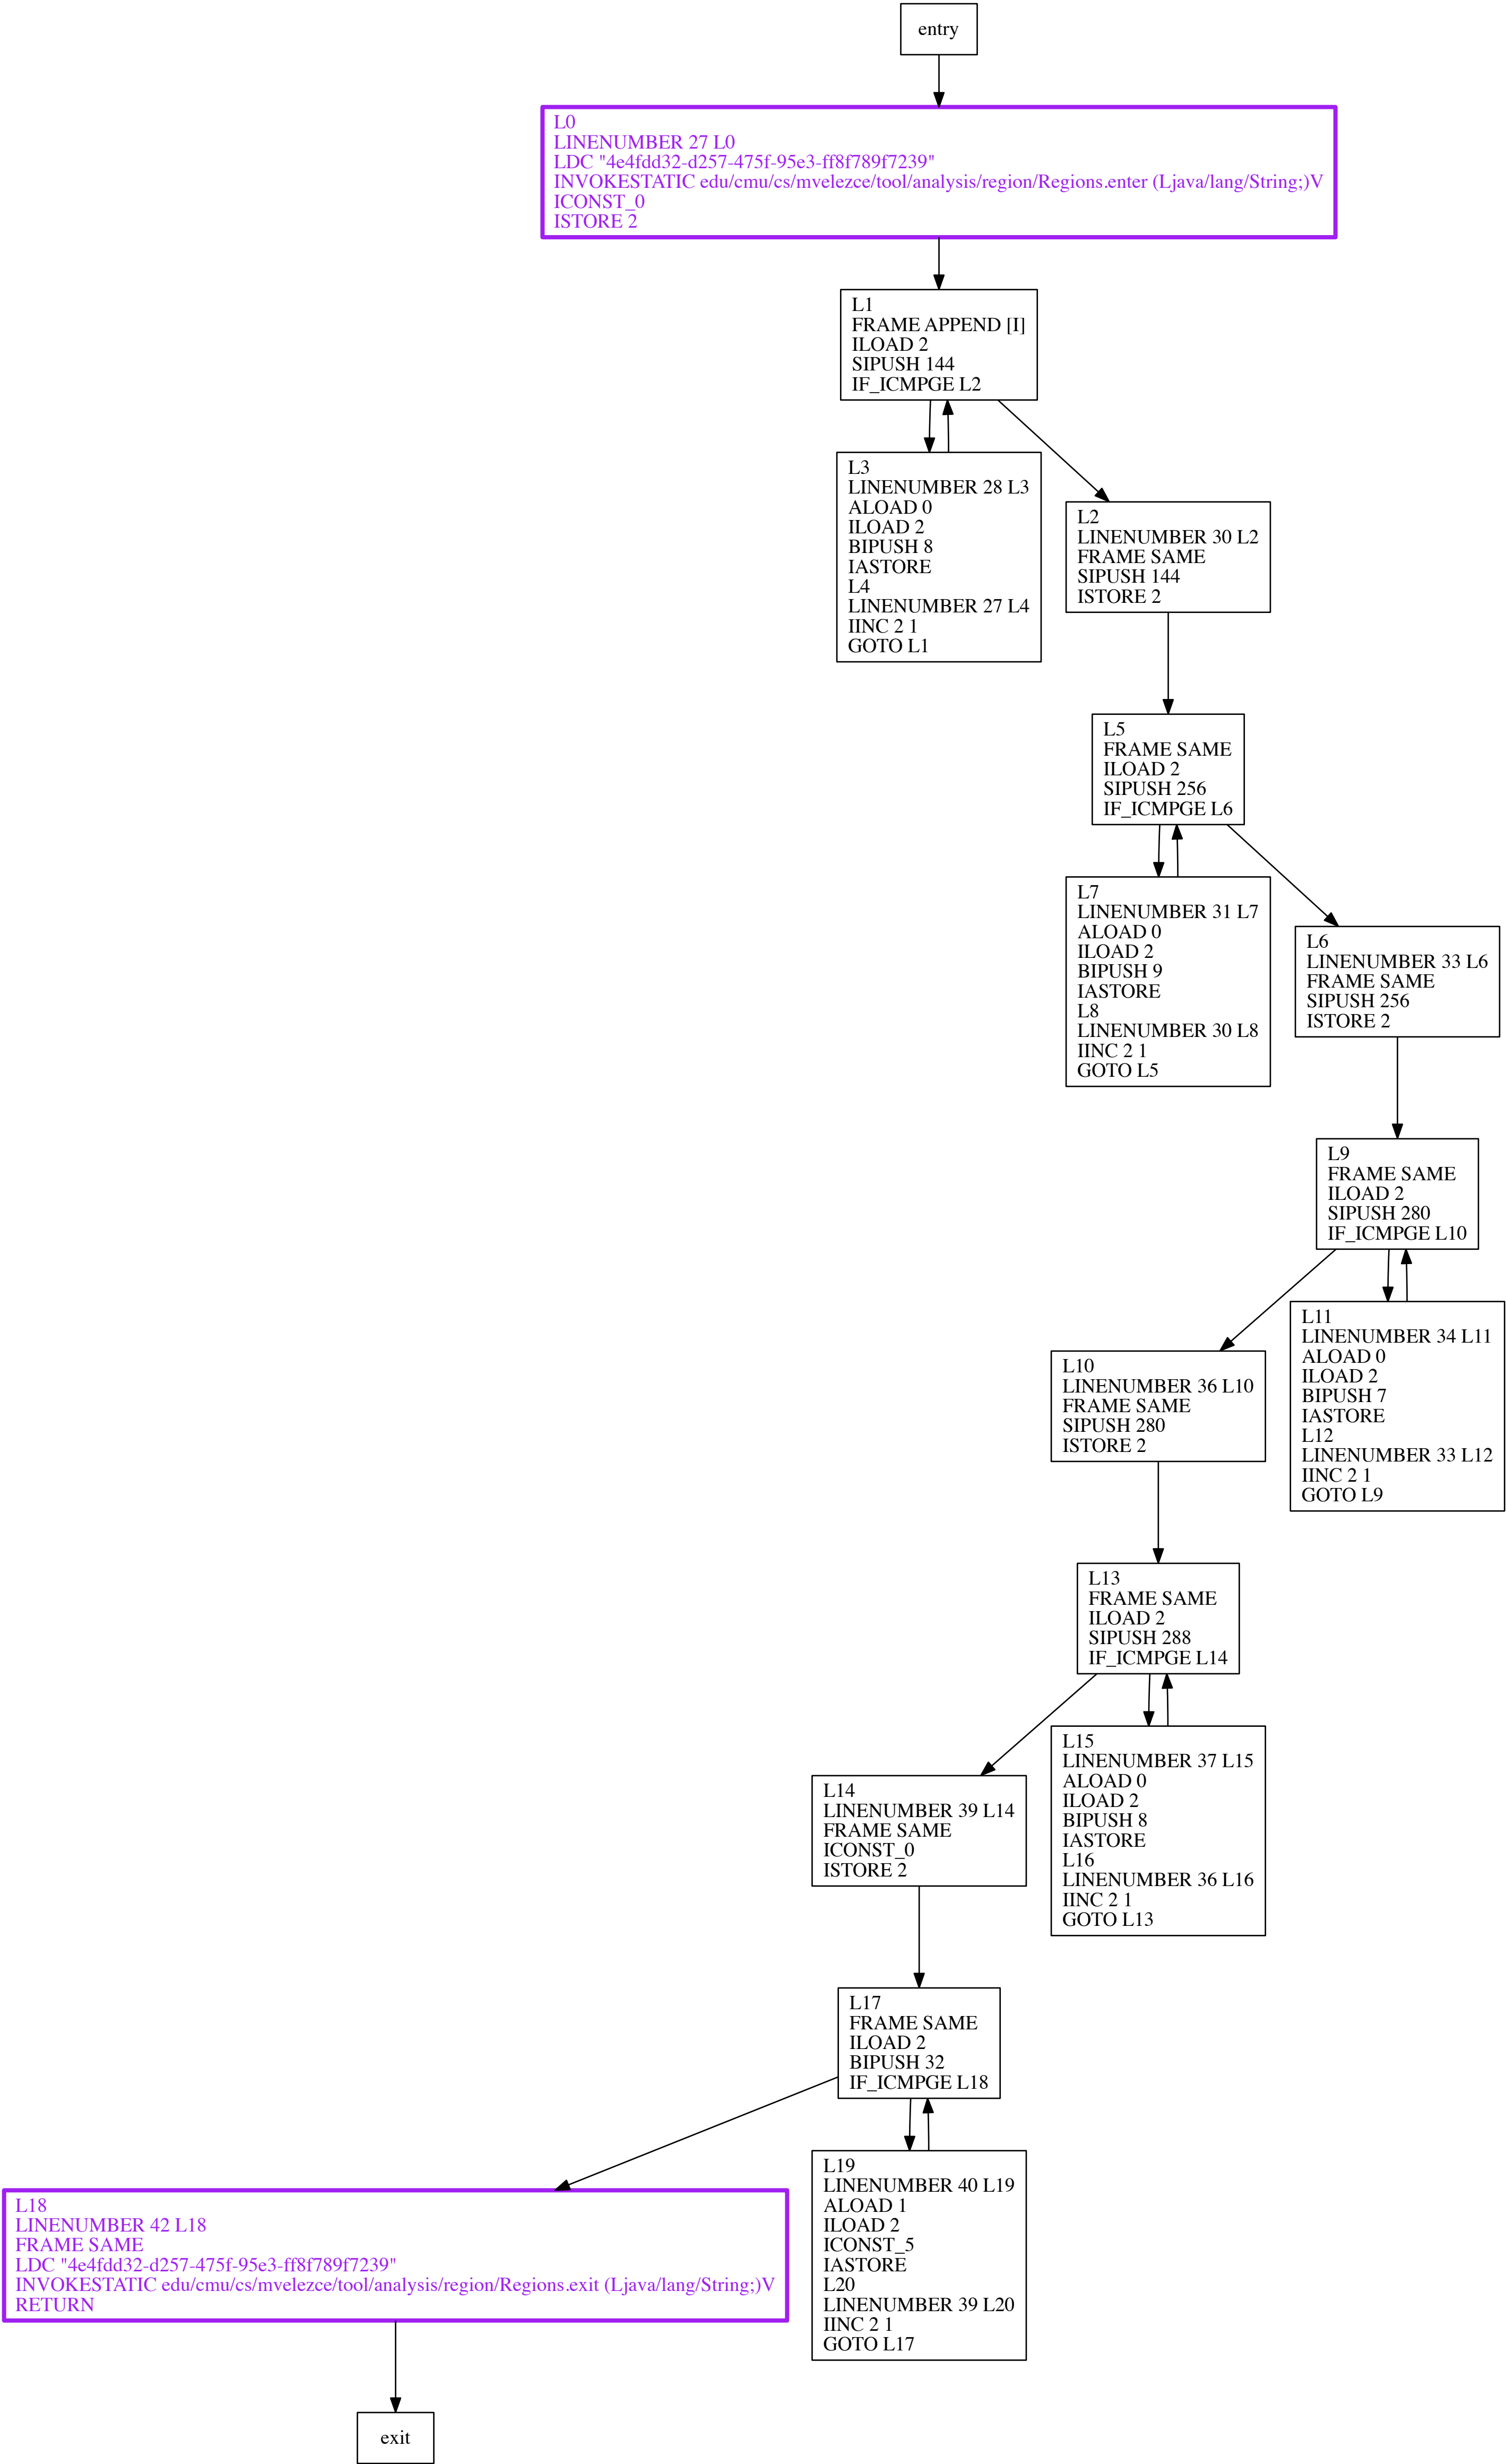 entry
L0
LINENUMBER 27 L0
LDC "4e4fdd32-d257-475f-95e3-ff8f789f7239"
INVOKESTATIC edu/cmu/cs/mvelezce/tool/analysis/region/Regions.enter (Ljava/lang/String;)V
ICONST_0
ISTORE 2
L1
FRAME APPEND [I]
ILOAD 2
SIPUSH 144
IF_ICMPGE L2
L3
LINENUMBER 28 L3
ALOAD 0
ILOAD 2
BIPUSH 8
IASTORE
L4
LINENUMBER 27 L4
IINC 2 1
GOTO L1
L2
LINENUMBER 30 L2
FRAME SAME
SIPUSH 144
ISTORE 2
L5
FRAME SAME
ILOAD 2
SIPUSH 256
IF_ICMPGE L6
L7
LINENUMBER 31 L7
ALOAD 0
ILOAD 2
BIPUSH 9
IASTORE
L8
LINENUMBER 30 L8
IINC 2 1
GOTO L5
L6
LINENUMBER 33 L6
FRAME SAME
SIPUSH 256
ISTORE 2
L9
FRAME SAME
ILOAD 2
SIPUSH 280
IF_ICMPGE L10
L11
LINENUMBER 34 L11
ALOAD 0
ILOAD 2
BIPUSH 7
IASTORE
L12
LINENUMBER 33 L12
IINC 2 1
GOTO L9
L10
LINENUMBER 36 L10
FRAME SAME
SIPUSH 280
ISTORE 2
L13
FRAME SAME
ILOAD 2
SIPUSH 288
IF_ICMPGE L14
L15
LINENUMBER 37 L15
ALOAD 0
ILOAD 2
BIPUSH 8
IASTORE
L16
LINENUMBER 36 L16
IINC 2 1
GOTO L13
L14
LINENUMBER 39 L14
FRAME SAME
ICONST_0
ISTORE 2
L17
FRAME SAME
ILOAD 2
BIPUSH 32
IF_ICMPGE L18
L19
LINENUMBER 40 L19
ALOAD 1
ILOAD 2
ICONST_5
IASTORE
L20
LINENUMBER 39 L20
IINC 2 1
GOTO L17
L18
LINENUMBER 42 L18
FRAME SAME
LDC "4e4fdd32-d257-475f-95e3-ff8f789f7239"
INVOKESTATIC edu/cmu/cs/mvelezce/tool/analysis/region/Regions.exit (Ljava/lang/String;)V
RETURN
exit